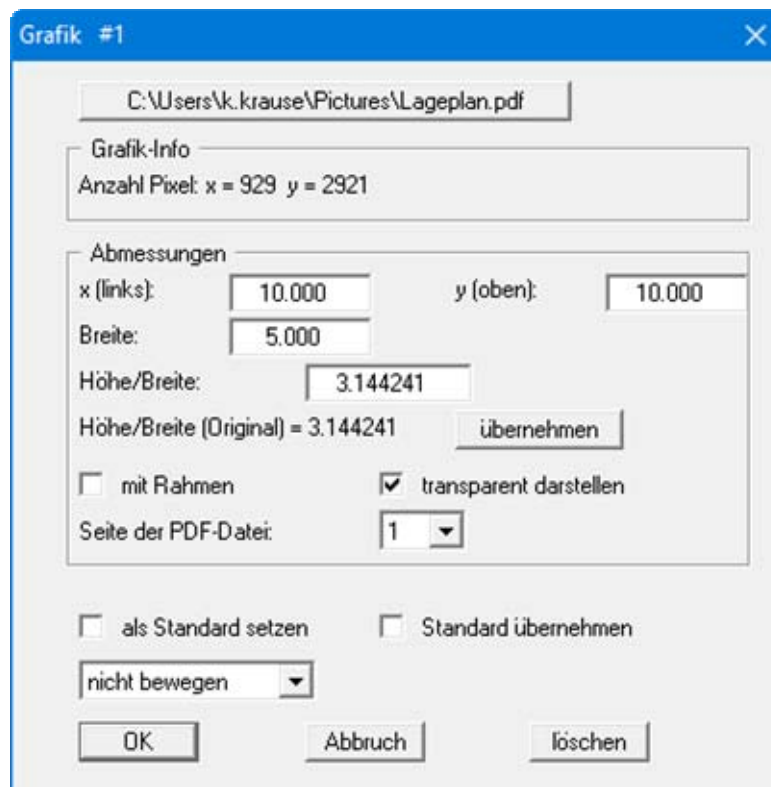 Grafik #1
C:\Users\k.krause\Pictures\Lageplan.pdf
Grafik-Info
Anzahl Pixel: x = 929 y = 2921
Abmessungen
x (links): 10.000 y (oben): 10.000
Breite: 5.000
Höhe/Breite: 3.144241
Höhe/Breite (Original) = 3.144241 übernehmen
mit Rahmen transparent darstellen
Seite der PDF-Datei: 1
als Standard setzen Standard übernehmen
nicht bewegen
OK Abbruch löschen